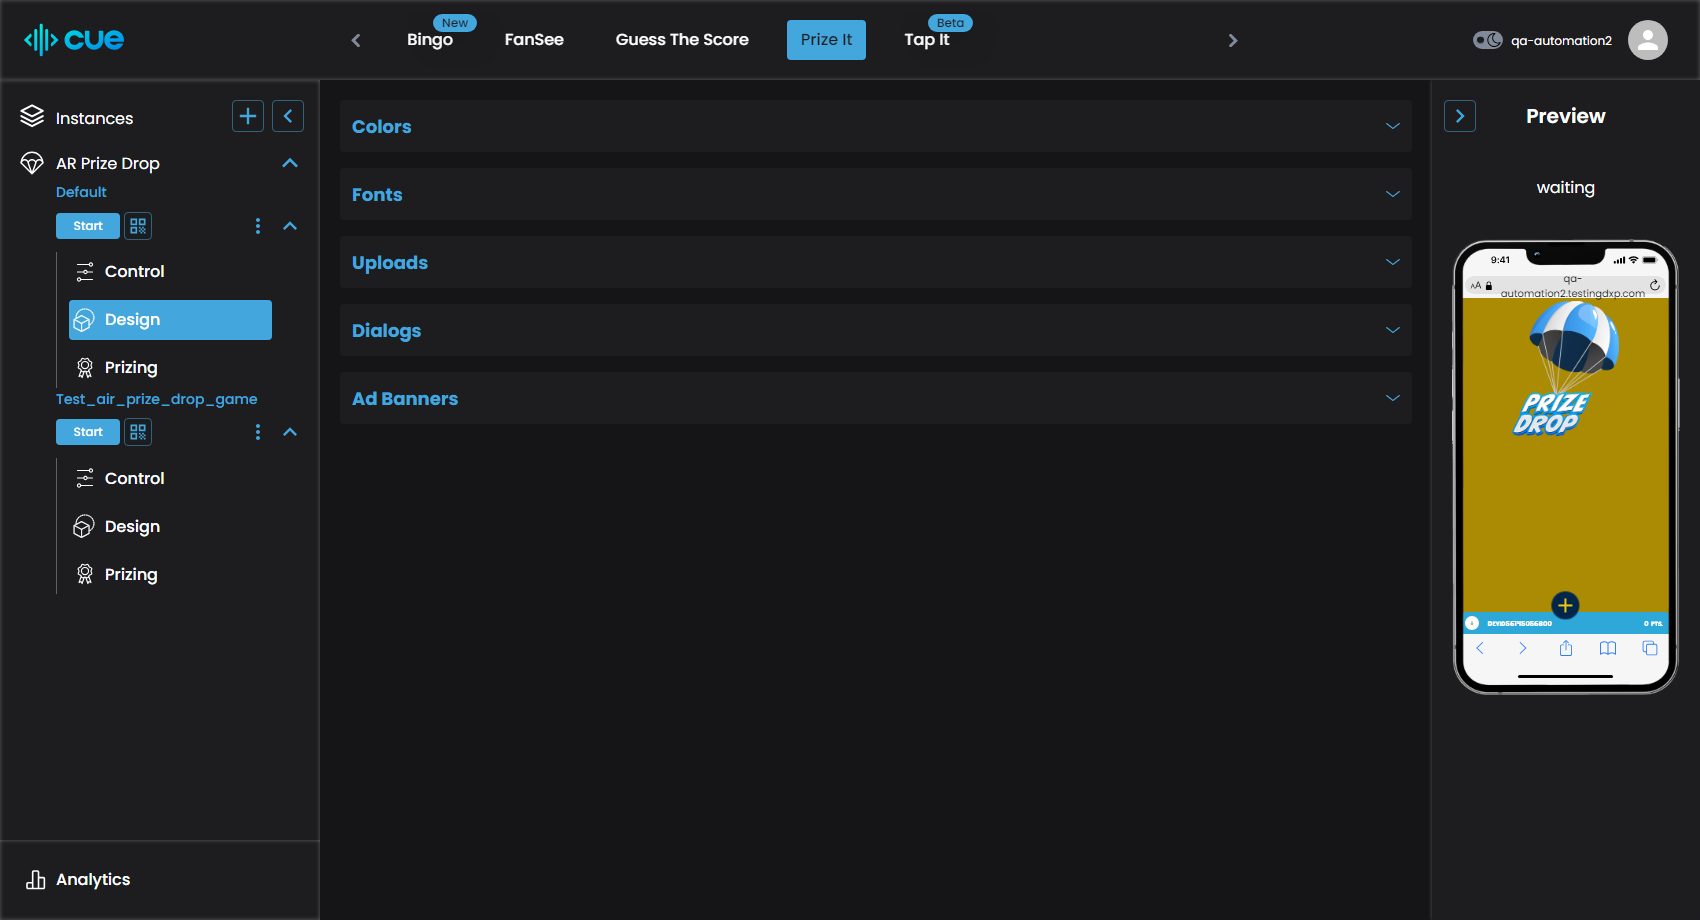 cue
New
Bingo
FanSee
Guess The Score
Prize It
Beta
Tap It
qa-automation2
Instances
AR Prize Drop
Default
Start
Control
Design
Prizing
Test_air_prize_drop_game
Start
Control
Design
Prizing
Analytics
Colors
Fonts
Uploads
Dialogs
Ad Banners
Preview
waiting
9:41
AA
qa-
automation2.testingdxp.com
PRIZE
DROP
0 PTS.